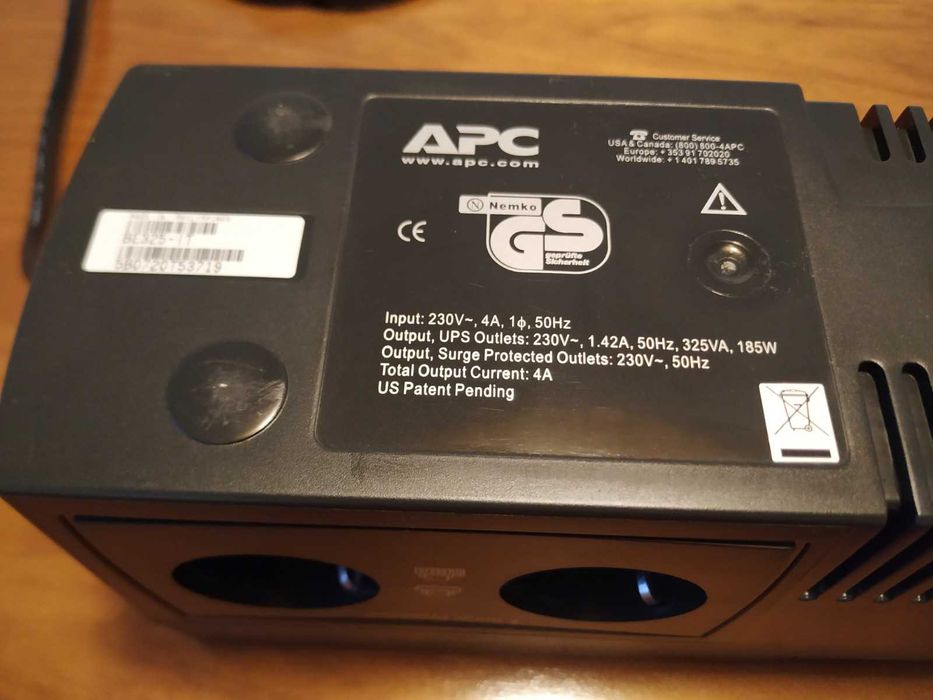 APC
www.apc.com
Customer Service
USA & Canada: (800) 800-4APC
Europe: + 353 91 702020
Worldwide: + 1 401 789 5735
N Nemko
GS
geprüfte
Sicherheit
CE
BE325-IT
Input: 230V~, 4A, 1ϕ, 50Hz
Output, UPS Outlets: 230V~, 1.42A, 50Hz, 325VA, 185W
Output, Surge Protected Outlets: 230V~, 50Hz
Total Output Current: 4A
US Patent Pending